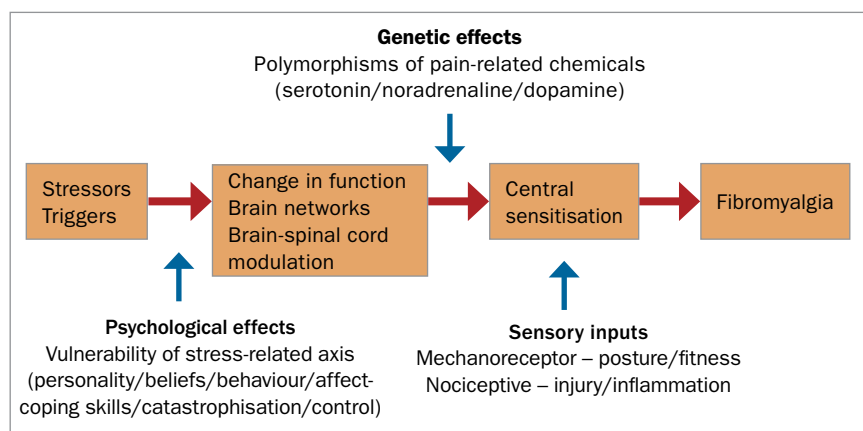 Genetic effects
Polymorphisms of pain-related chemicals
(serotonin/noradrenaline/dopamine)
Stressors
Triggers
Change in function
Brain networks
Brain-spinal cord
modulation
Central
sensitisation
Fibromyalgia
Psychological effects
Vulnerability of stress-related axis
(personality/beliefs/behaviour/affect-
coping skills/catastrophisation/control)
Sensory inputs
Mechanoreceptor – posture/fitness
Nociceptive – injury/inflammation